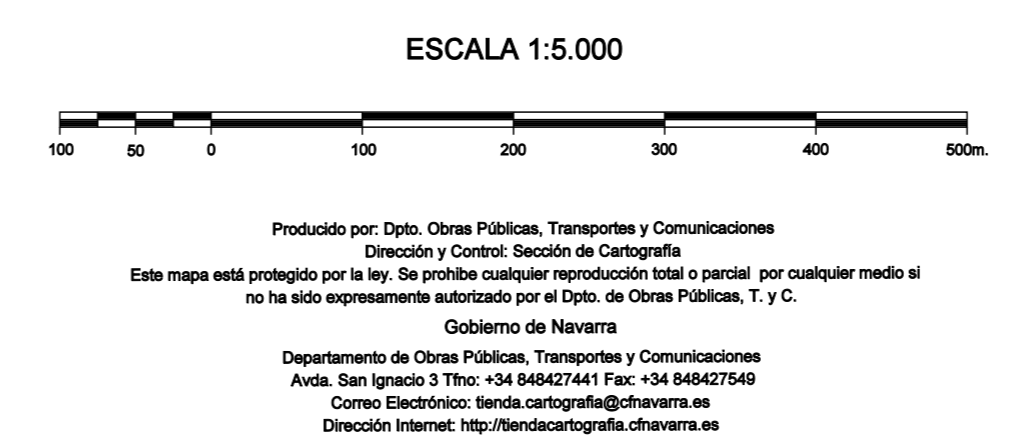 ESCALA 1:5.000
100 50 0 100 200 300 400 500m.
Producido por: Dpto. Obras Públicas, Transportes y Comunicaciones
Dirección y Control: Sección de Cartografía
Este mapa está protegido por la ley. Se prohibe cualquier reproducción total o parcial por cualquier medio si
no ha sido expresamente autorizado por el Dpto. de Obras Públicas, T. y C.
Gobierno de Navarra
Departamento de Obras Públicas, Transportes y Comunicaciones
Avda. San Ignacio 3 Tfno: +34 848427441 Fax: +34 848427549
Correo Electrónico: tienda.cartografia@cfnavarra.es
Dirección Internet: http://tiendacartografia.cfnavarra.es